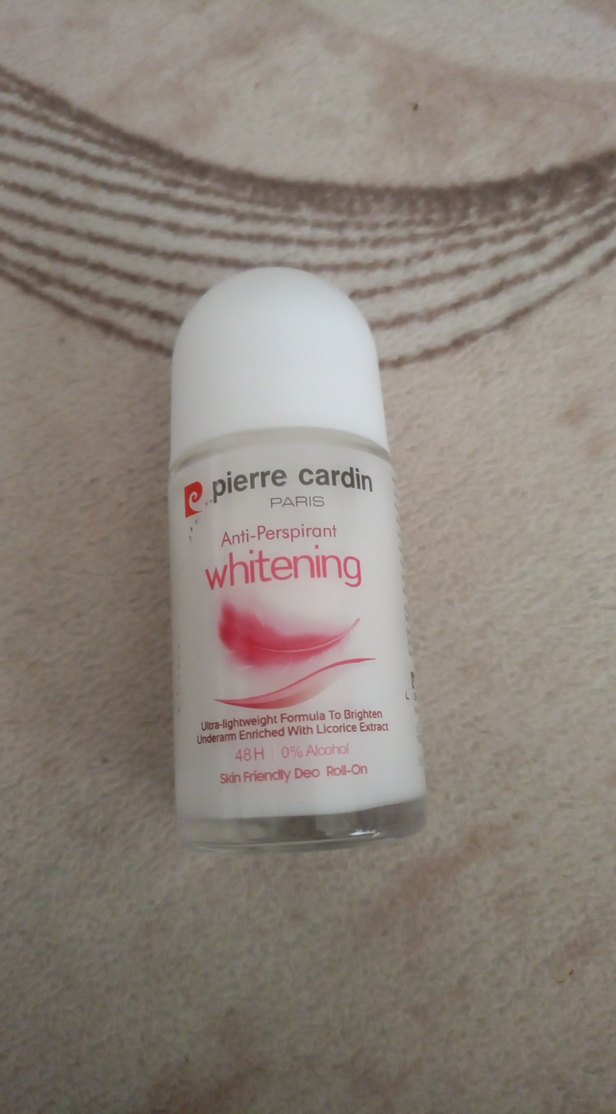 pierre cardin
PARIS
Anti-Perspirant
whitening
Ultra-lightweight Formula To Brighten
Underarm Enriched With Licorice Extract
48H | 0% Alcohol
Skin Friendly Deo Roll-On